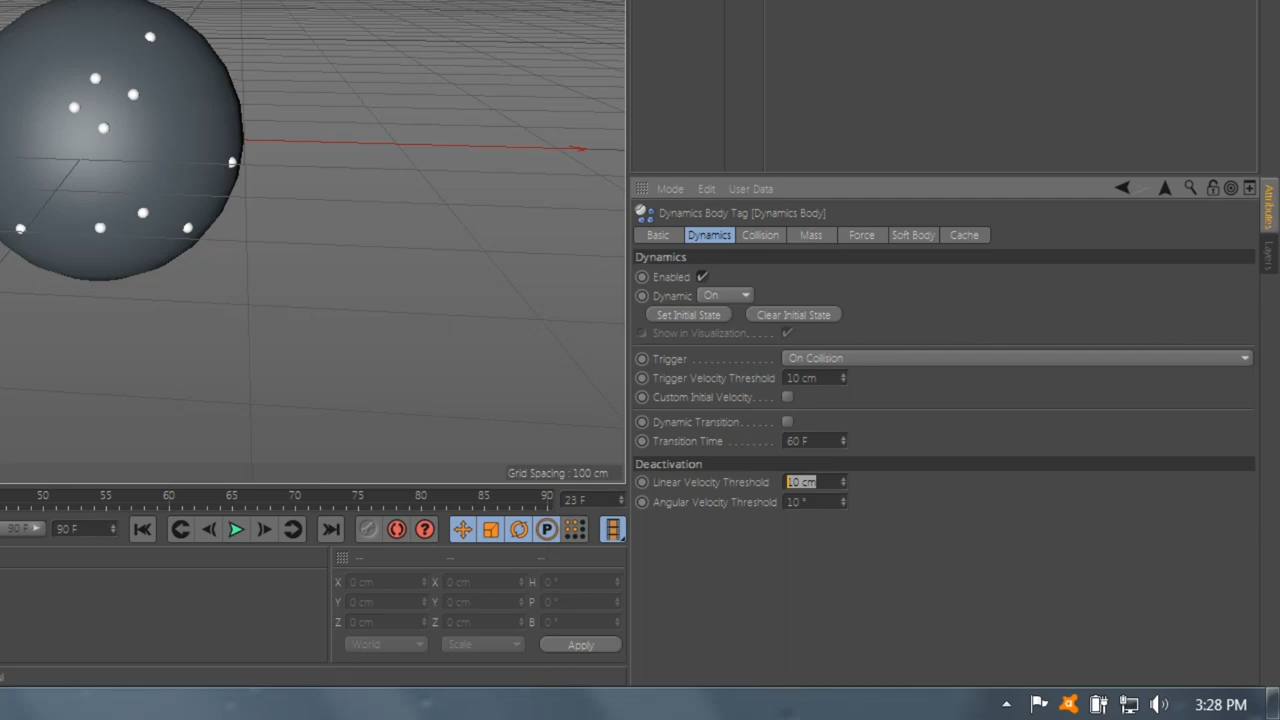 Mode Edit User Data
Attributes
Layers
Dynamics Body Tag [Dynamics Body]
Basic Dynamics Collision Mass Force Soft Body Cache
Dynamics
Enabled
Dynamic On
Set Initial State Clear Initial State
Show in Visualization
Trigger On Collision
Trigger Velocity Threshold 10 cm
Custom Initial Velocity
Dynamic Transition
Transition Time 60 F
Deactivation
Linear Velocity Threshold 10 cm
Angular Velocity Threshold 10 °
Grid Spacing : 100 cm
50 55 60 65 70 75 80 85 90 23 F
90 F 90 F
P
-- -- --
X 0 cm X 0 cm H 0 °
Y 0 cm Y 0 cm P 0 °
Z 0 cm Z 0 cm B 0 °
World Scale Apply
3:28 PM